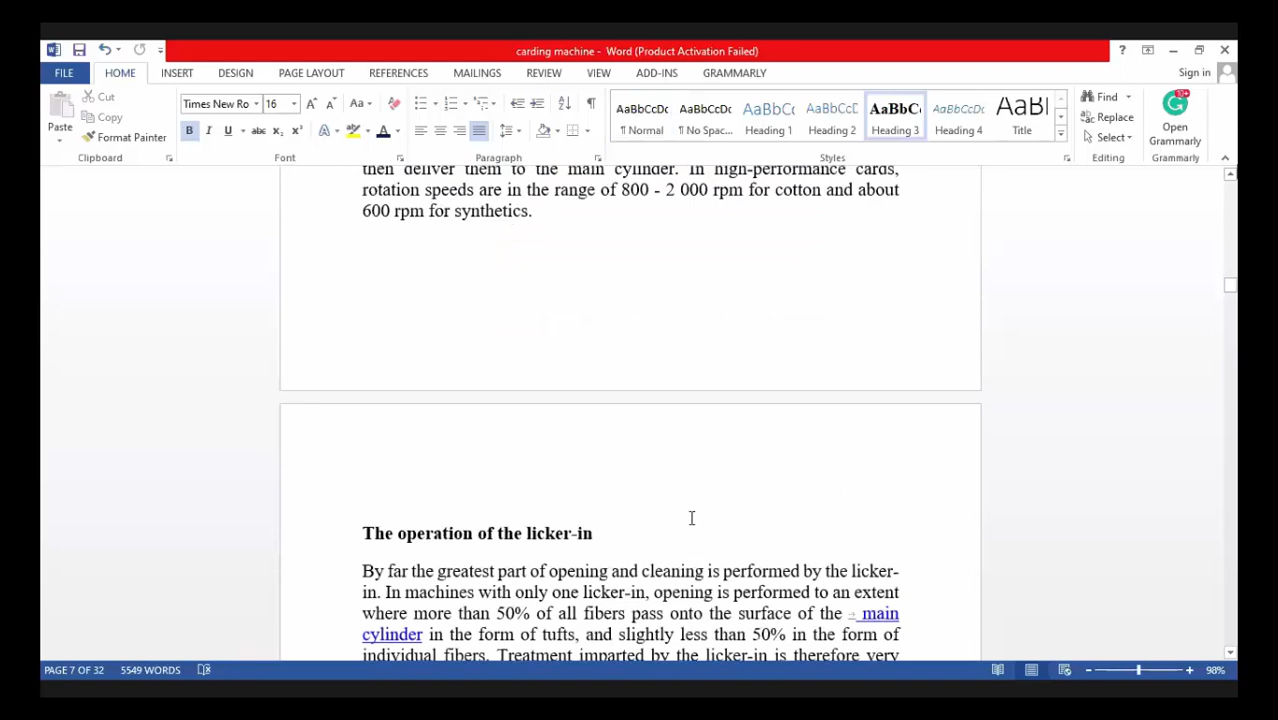 carding machine - Word (Product Activation Failed)
FILE HOME INSERT DESIGN PAGE LAYOUT REFERENCES MAILINGS REVIEW VIEW ADD-INS GRAMMARLY Sign in
Paste
Cut
Copy
Format Painter
Clipboard
Times New Ro 16
Font
Paragraph
AaBbCcDc AaBbCcDc AaBbC AaBbCcD AaBbC AaBbCcDc AaB
¶ Normal ¶ No Spac... Heading 1 Heading 2 Heading 3 Heading 4 Title
Styles
Find
Replace
Select
Editing
Open Grammarly
Grammarly
then deliver them to the main cylinder. In high-performance cards,
rotation speeds are in the range of 800 - 2 000 rpm for cotton and about
600 rpm for synthetics.
The operation of the licker-in
By far the greatest part of opening and cleaning is performed by the licker-
in. In machines with only one licker-in, opening is performed to an extent
where more than 50% of all fibers pass onto the surface of the main
cylinder in the form of tufts, and slightly less than 50% in the form of
individual fibers. Treatment imparted by the licker-in is therefore very
PAGE 7 OF 32 5549 WORDS 98%